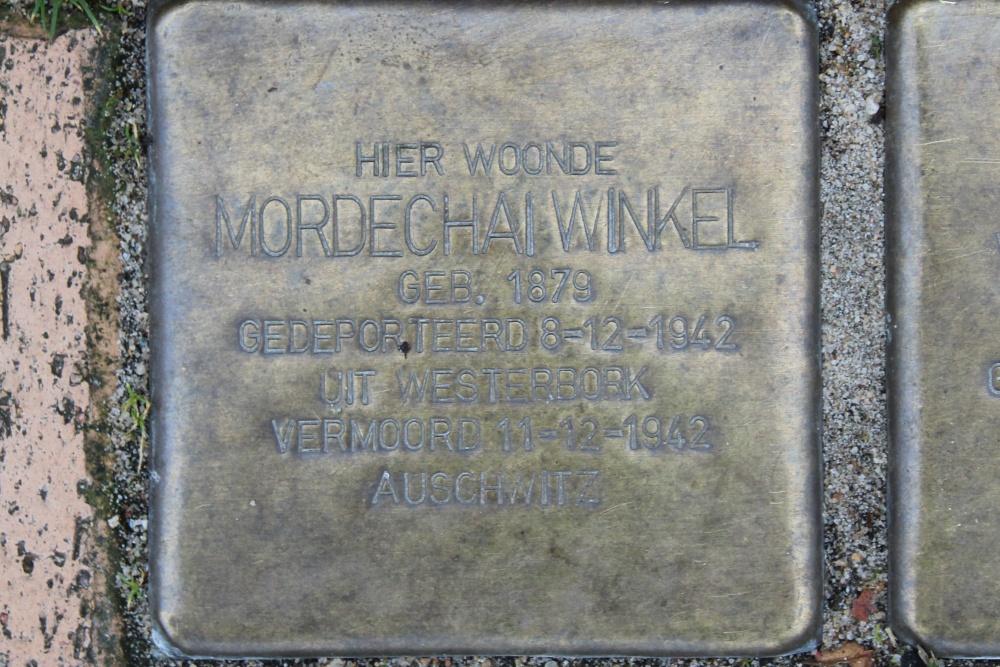 HIER WOONDE
MORDECHAI WINKEL
GEB. 1879
GEDEPORTEERD 8-12-1942
UIT WESTERBORK
VERMOORD 11-12-1942
AUSCHWITZ